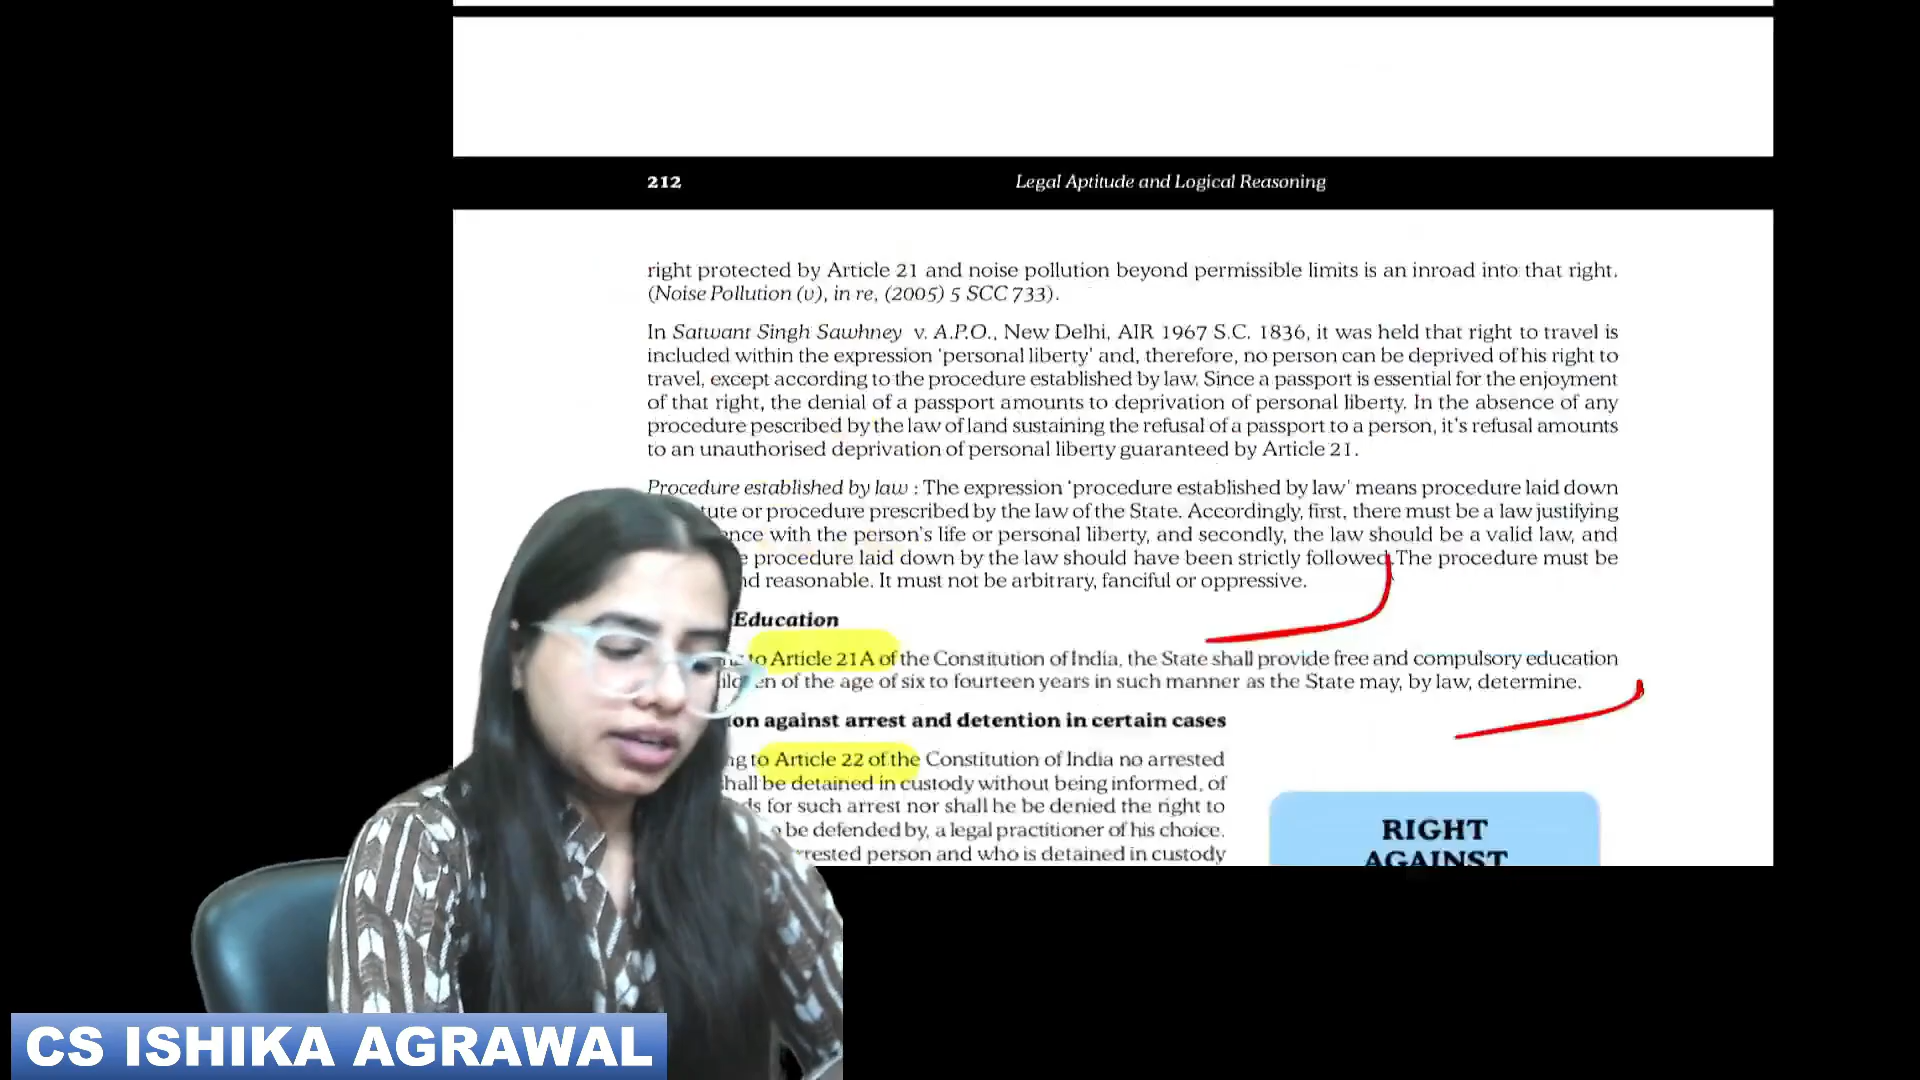 212
Legal Aptitude and Logical Reasoning
right protected by Article 21 and noise pollution beyond permissible limits is an inroad into that right.
(Noise Pollution (v), in re, (2005) 5 SCC 733).
In Satwant Singh Sawhney v. A.P.O., New Delhi, AIR 1967 S.C. 1836, it was held that right to travel is
included within the expression 'personal liberty' and, therefore, no person can be deprived of his right to
travel, except according to the procedure established by law. Since a passport is essential for the enjoyment
of that right, the denial of a passport amounts to deprivation of personal liberty. In the absence of any
procedure pescribed by the law of land sustaining the refusal of a passport to a person, it's refusal amounts
to an unauthorised deprivation of personal liberty guaranteed by Article 21.
Procedure established by law : The expression 'procedure established by law' means procedure laid down
or procedure prescribed by the law of the State. Accordingly, first, there must be a law justifying
with the person's life or personal liberty, and secondly, the law should be a valid law, and
procedure laid down by the law should have been strictly followed. The procedure must be
reasonable. It must not be arbitrary, fanciful or oppressive.
Education
to Article 21A of the Constitution of India, the State shall provide free and compulsory education
of the age of six to fourteen years in such manner as the State may, by law, determine.
against arrest and detention in certain cases
to Article 22 of the Constitution of India no arrested
be detained in custody without being informed, of
for such arrest nor shall he be denied the right to
be defended by, a legal practitioner of his choice.
person and who is detained in custody
RIGHT
AGAINST
CS ISHIKA AGRAWAL